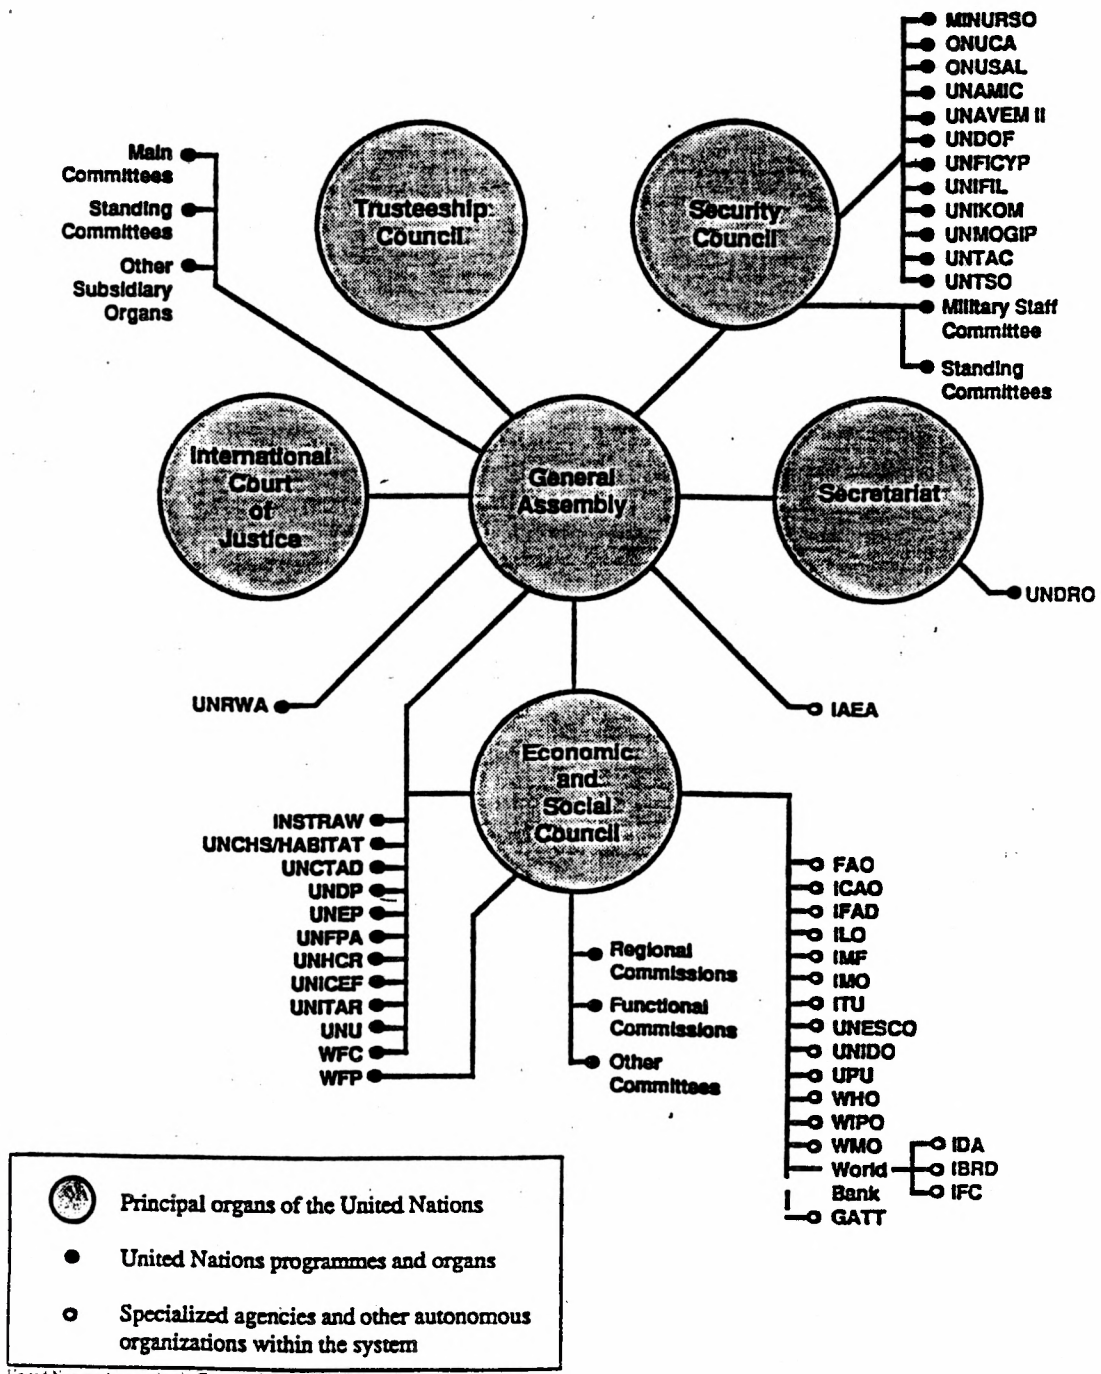 MINURSO
ONUCA
ONUSAL
UNAMIC
UNAVEM II
UNDOF
UNFICYP
UNIFIL
UNIKOM
UNMOGIP
UNTAC
UNTSO
Military Staff
Committee
Standing
Committees
Main
Committees
Standing
Committees
Other
Subsidiary
Organs
Trusteeship
Council
Security
Council
International
Court
of
Justice
General
Assembly
Secretariat
UNDRO
UNRWA
IAEA
Economic
and
Social
Council
INSTRAW
UNCHS/HABITAT
UNCTAD
UNDP
UNEP
UNFPA
UNHCR
UNICEF
UNITAR
UNU
WFC
WFP
Regional
Commissions
Functional
Commissions
Other
Committees
FAO
ICAO
IFAD
ILO
IMF
IMO
ITU
UNESCO
UNIDO
UPU
WHO
WIPO
WMO
World
Bank
GATT
IDA
IBRD
IFC
Principal organs of the United Nations
United Nations programmes and organs
Specialized agencies and other autonomous
organizations within the system